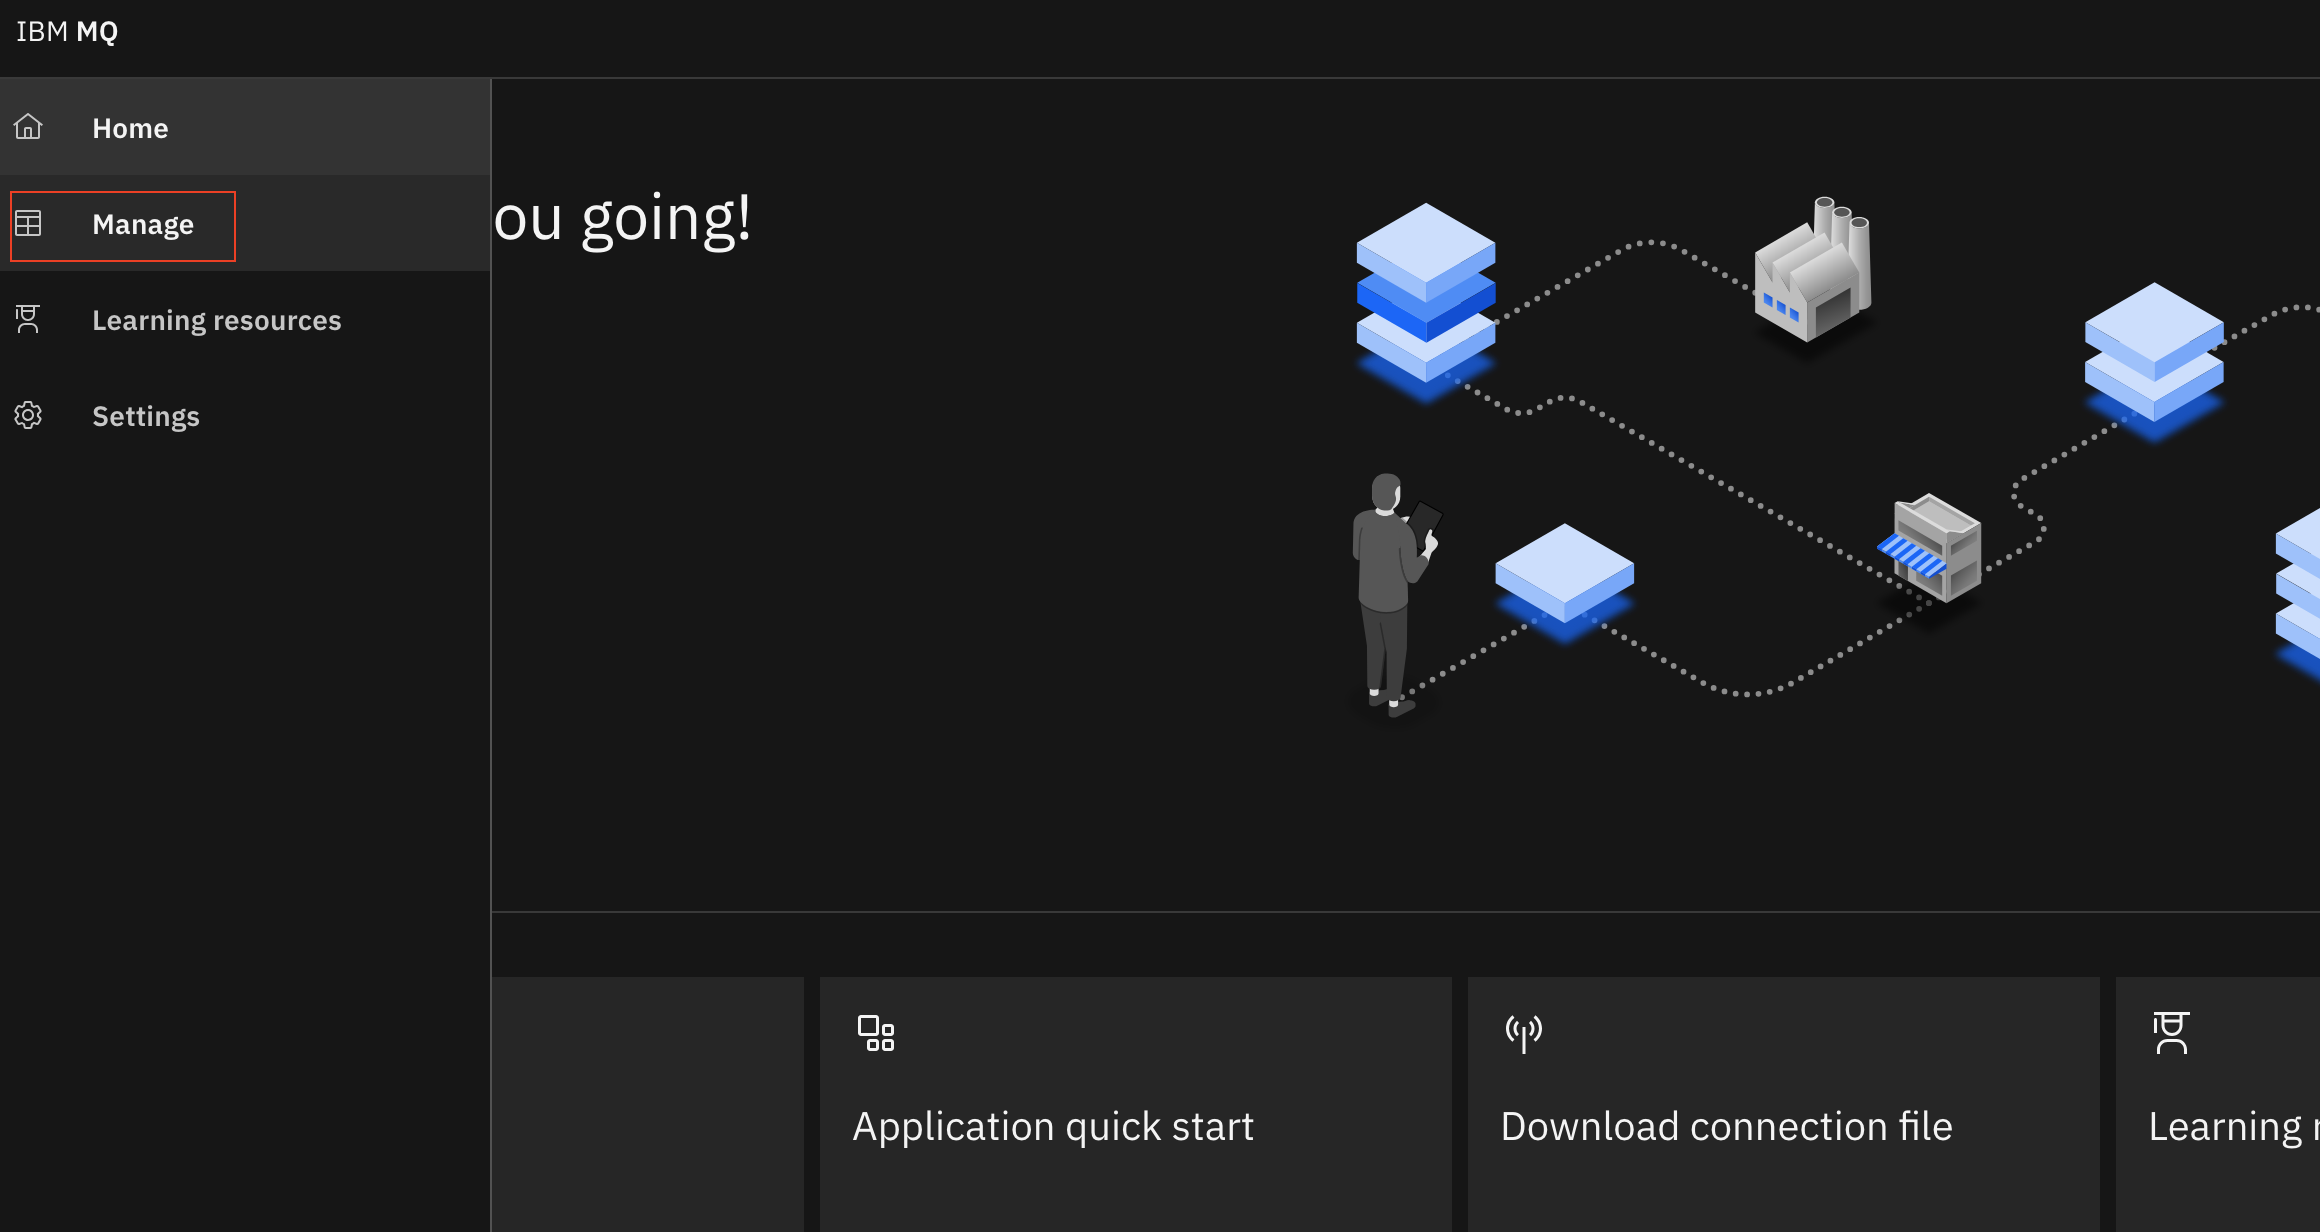 IBM MQ
Home
Manage
Learning resources
Settings
ou going!
Application quick start
Download connection file
Learning